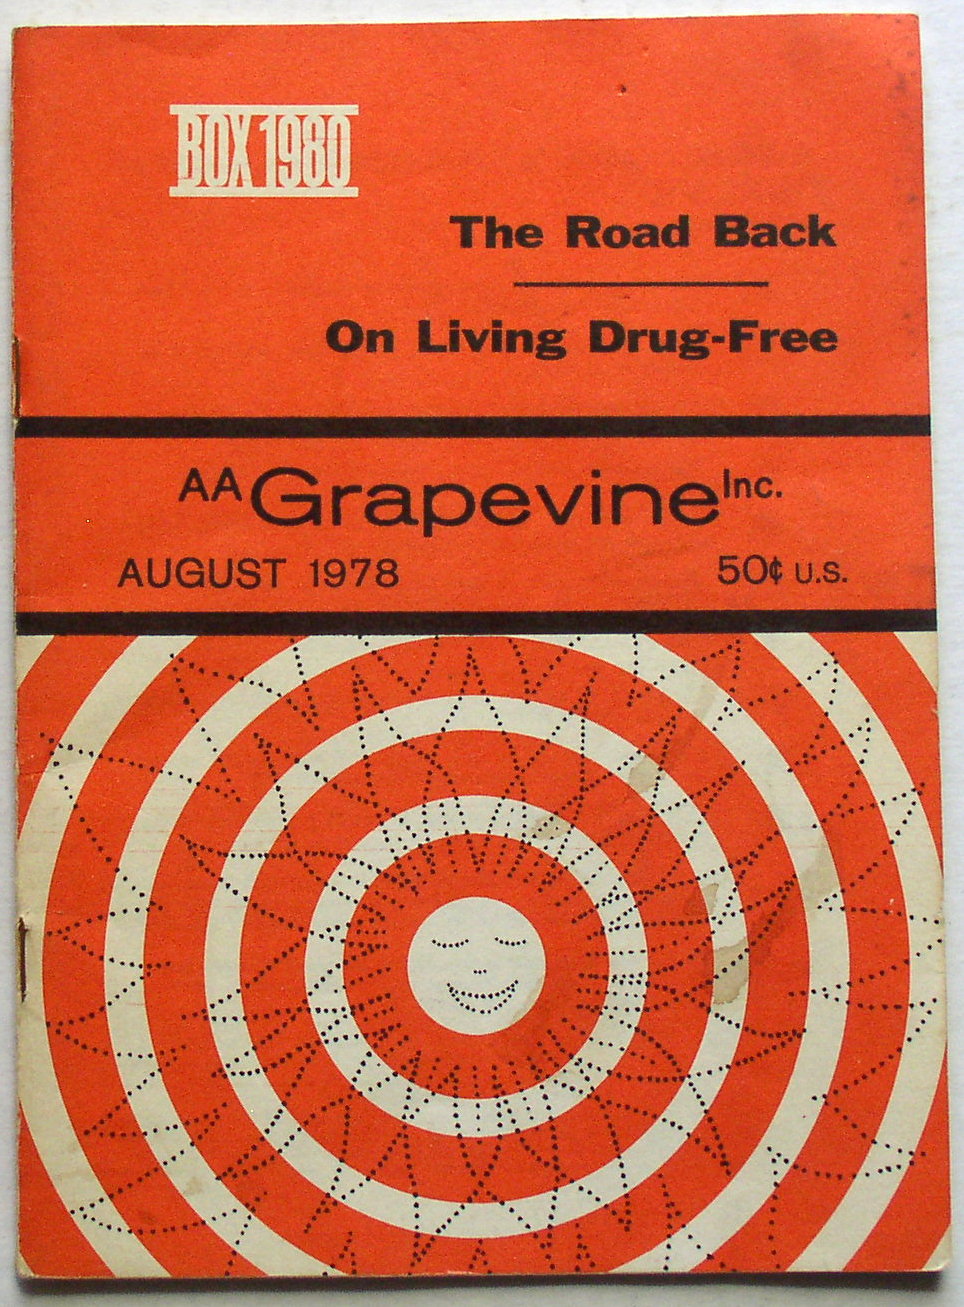 BOX 1980
The Road Back
On Living Drug-Free
AA Grapevine Inc.
AUGUST 1978 50¢ U.S.